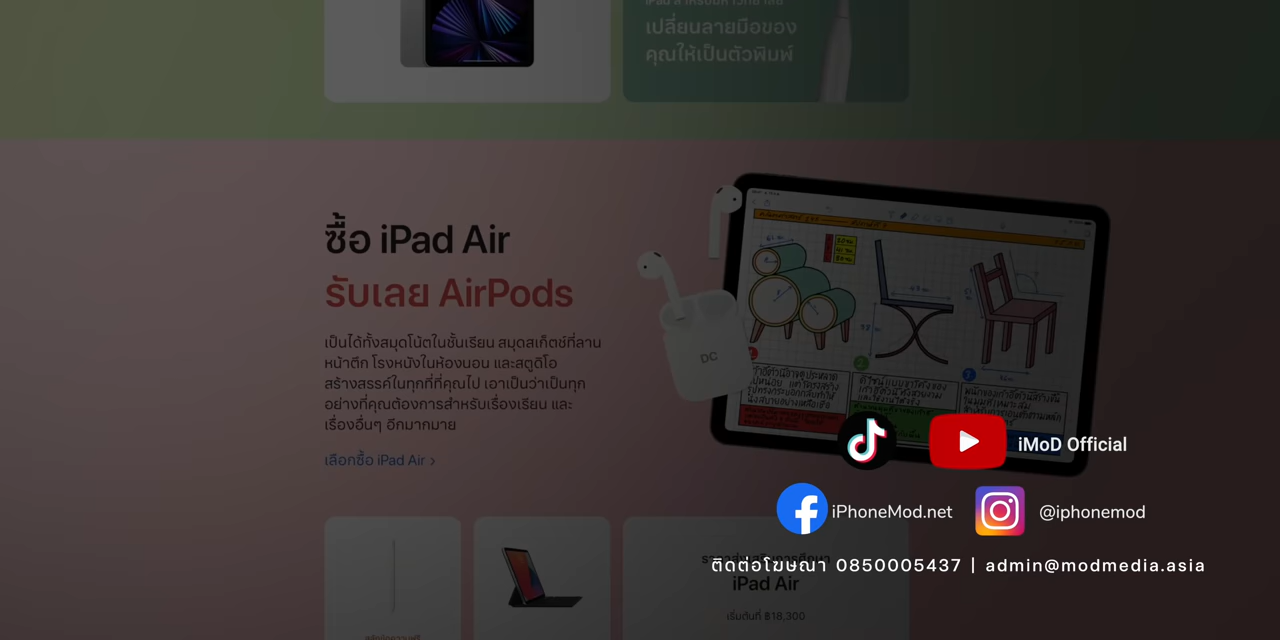 เปลี่ยนลายมือของ
คุณให้เป็นตัวพิมพ์
ซื้อ iPad Air
รับเลย AirPods
เป็นได้ทั้งสมุดโน้ตในชั้นเรียน สมุดสเก็ตช์ที่ลาน
หน้าตึก โรงหนังในห้องนอน และสตูดิโอ
สร้างสรรค์ในทุกที่ที่คุณไป เอาเป็นว่าเป็นทุก
อย่างที่คุณต้องการสำหรับเรื่องเรียน และ
เรื่องอื่นๆ อีกมากมาย
เลือกซื้อ iPad Air >
DC
iMoD Official
iPhoneMod.net
@iphonemod
ติดต่อโฆษณา 0850005437 | admin@modmedia.asia
iPad Air
เริ่มต้นที่ ฿18,300